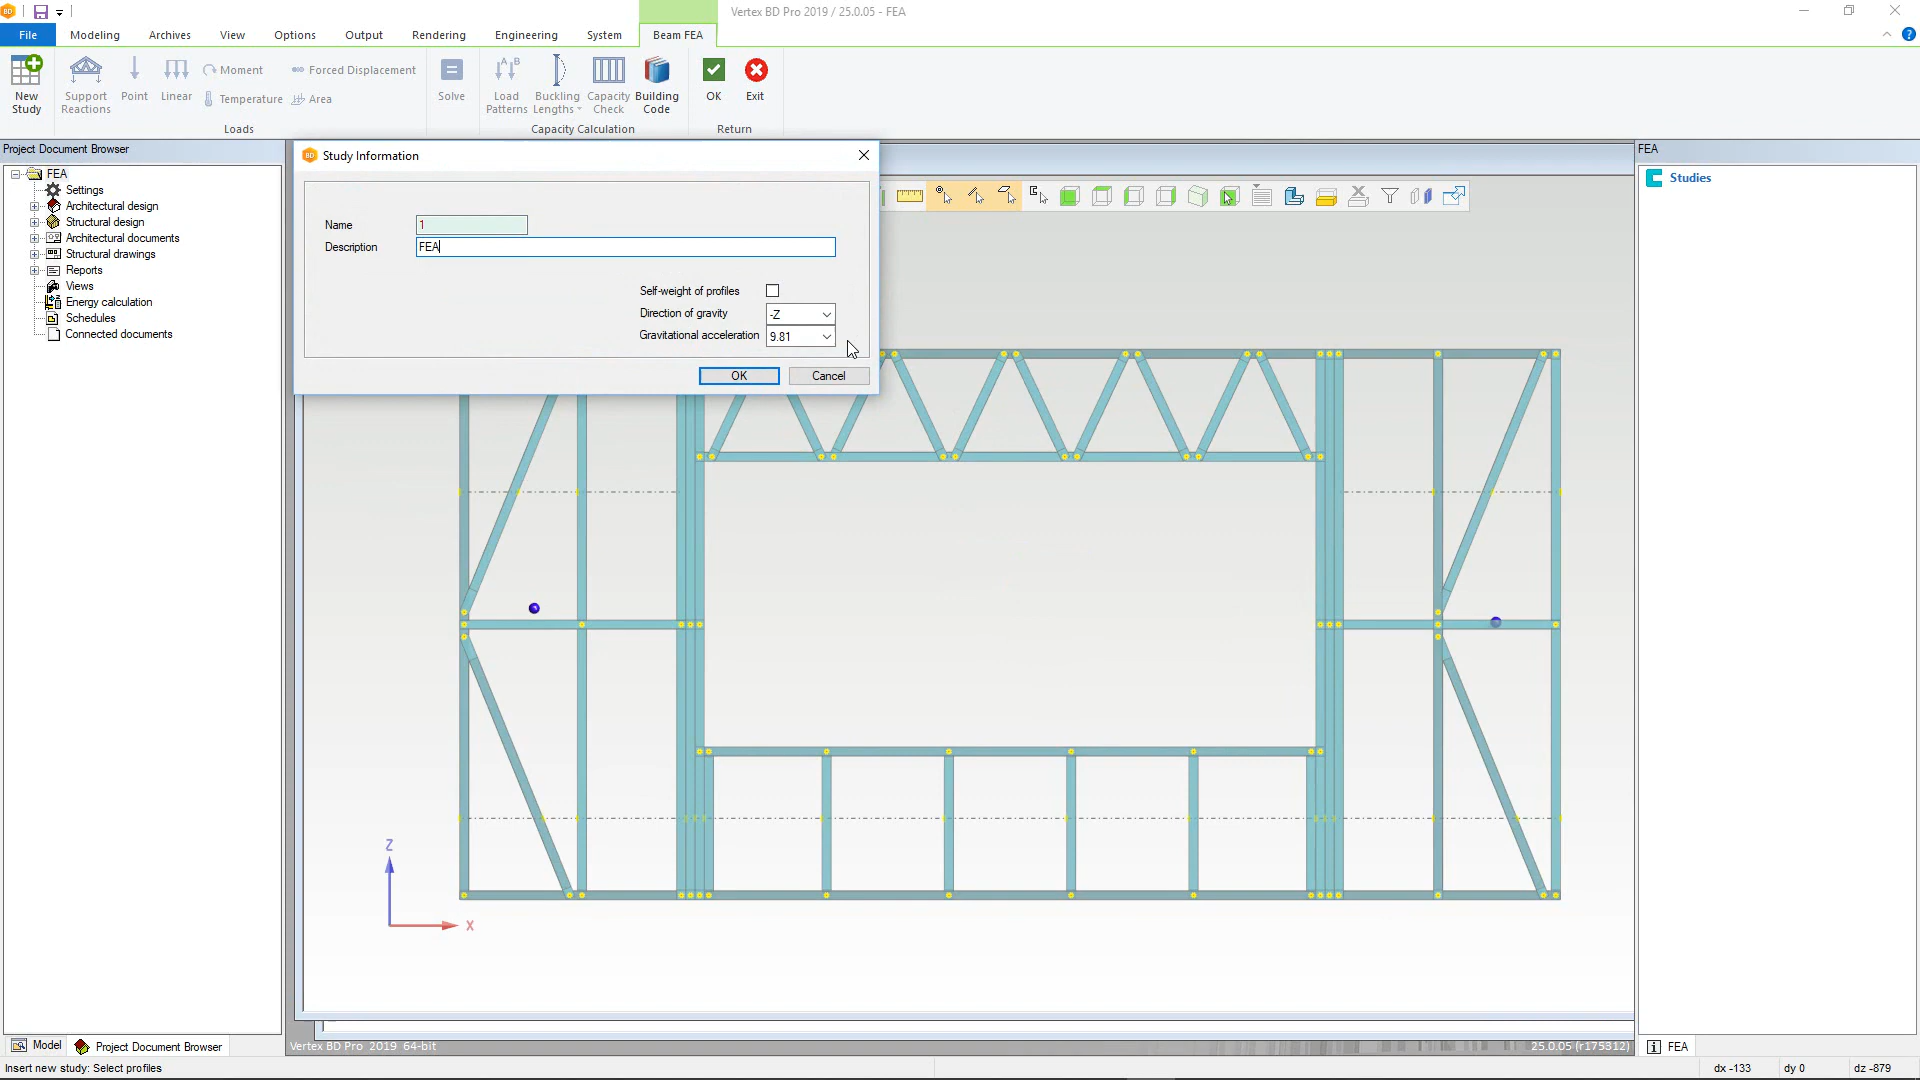 BD
Vertex BD Pro 2019 / 25.0.05 - FEA
File
Modeling
Archives
View
Options
Output
Rendering
Engineering
System
Beam FEA
New
Study
Support
Reactions
Point
Linear
Moment
Temperature
Forced Displacement
Area
Loads
Solve
Load
Patterns
Buckling
Lengths
Capacity
Check
Building
Code
Capacity Calculation
OK
Exit
Return
Project Document Browser
FEA
Settings
Architectural design
Structural design
Architectural documents
Structural drawings
Reports
Views
Energy calculation
Schedules
Connected documents
BD Study Information
Name 1
Description FEA
Self-weight of profiles
Direction of gravity -Z
Gravitational acceleration 9.81
OK
Cancel
Z
X
FEA
Studies
Model
Project Document Browser
Vertex BD Pro 2019 64-bit
25.0.05 (r175312)
FEA
Insert new study: Select profiles
dx -133
dy 0
dz -879